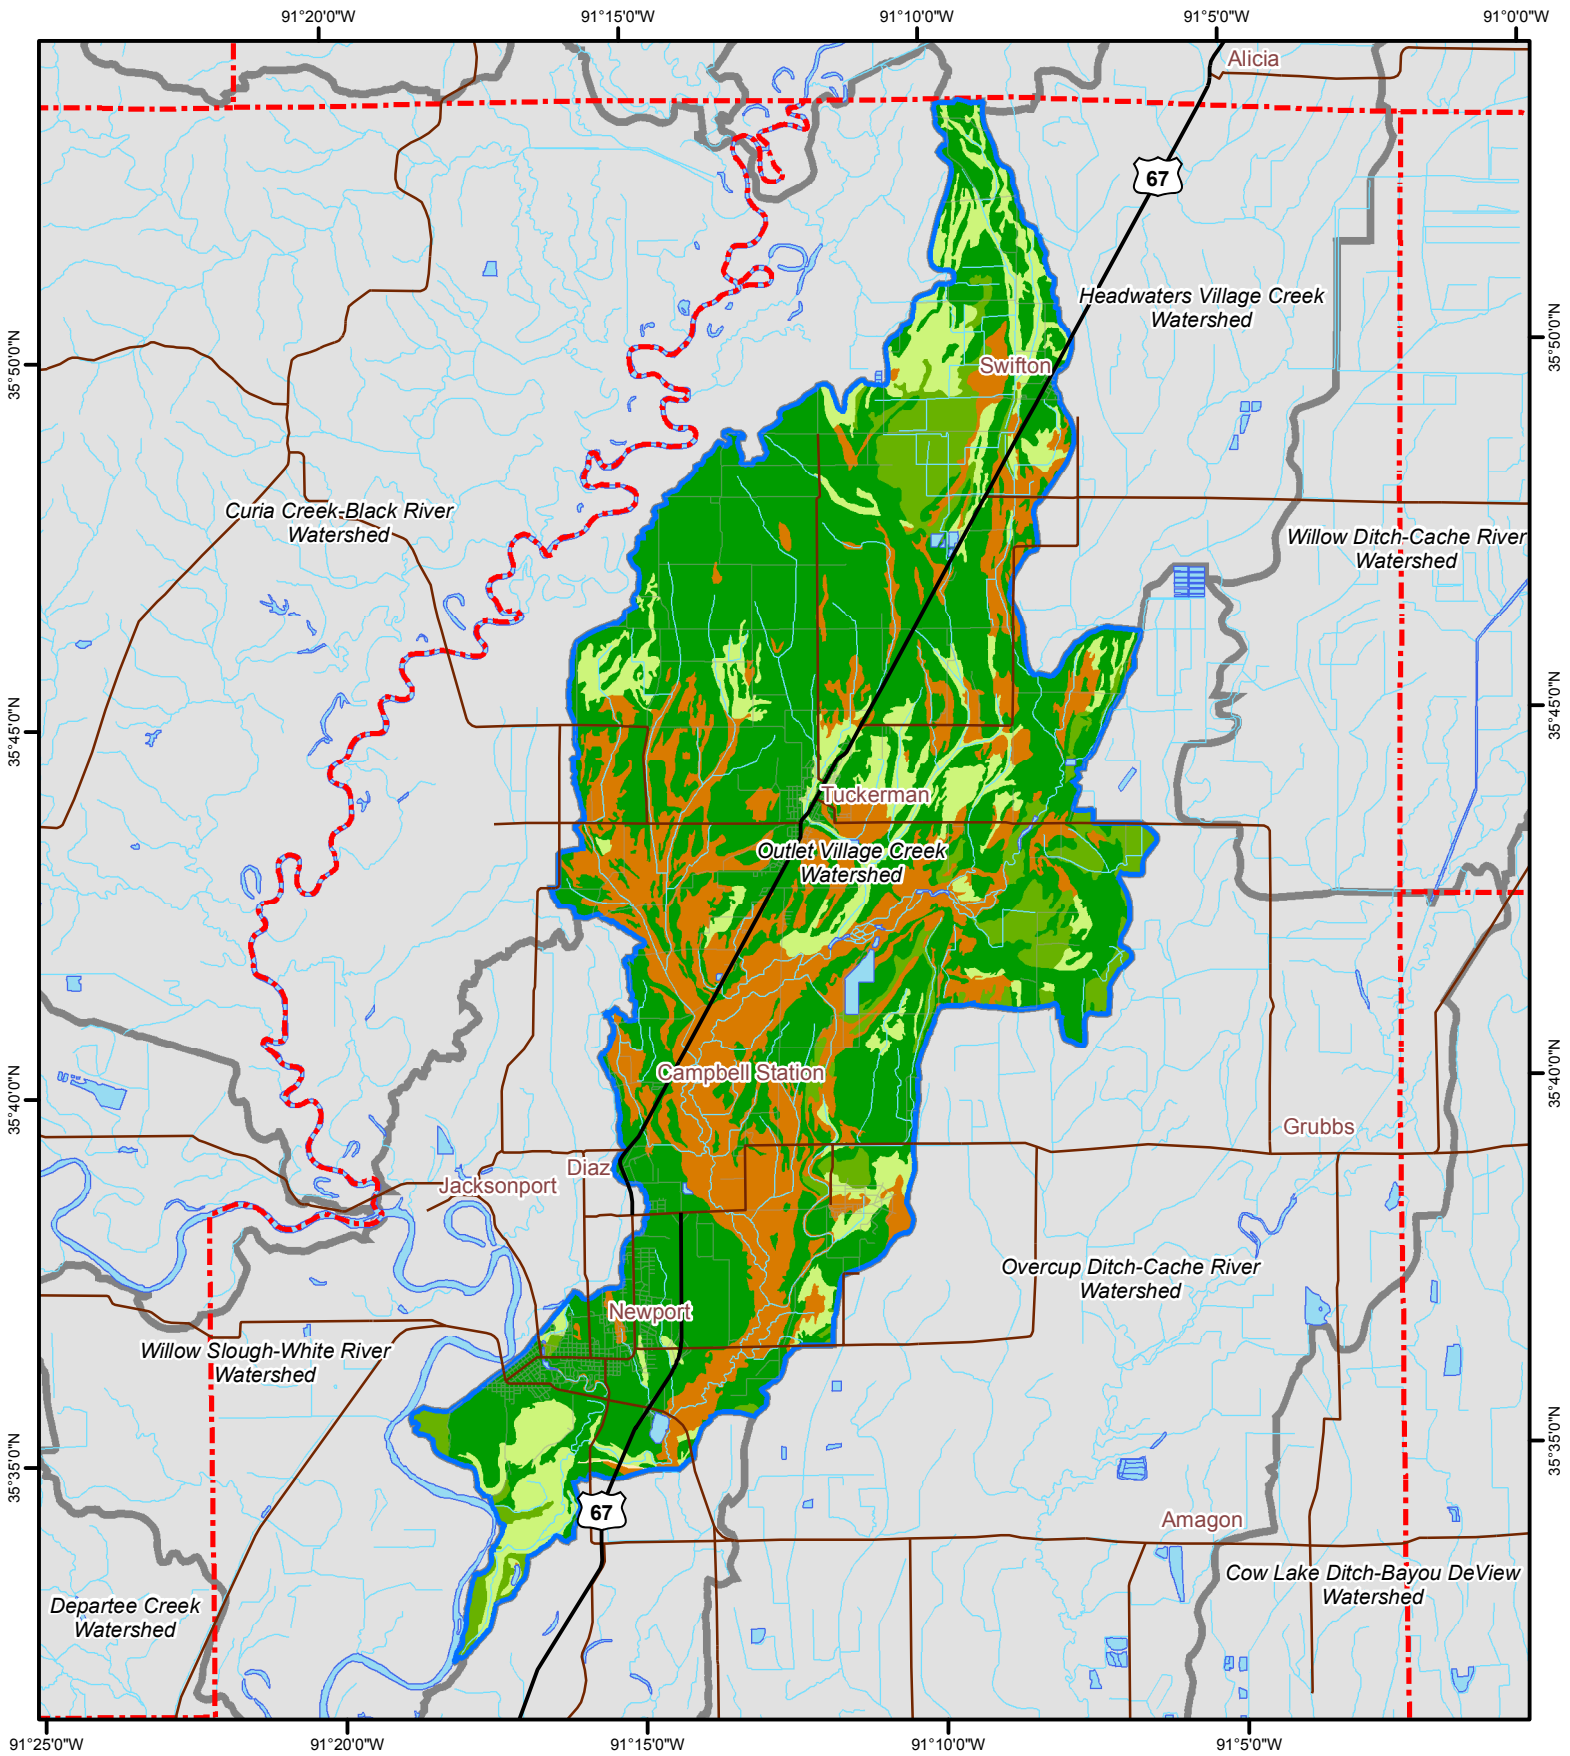 91°20'0"W
91°15'0"W
91°10'0"W
91°5'0"W
91°0'0"W
Alicia
67
Headwaters Village Creek
Watershed
35°50'0"N
35°50'0"N
Swifton
Curia Creek-Black River
Watershed
Willow Ditch-Cache River
Watershed
35°45'0"N
35°45'0"N
Tuckerman
Outlet Village Creek
Watershed
Campbell Station
35°40'0"N
35°40'0"N
Grubbs
Diaz
Jacksonport
Overcup Ditch-Cache River
Watershed
Newport
Willow Slough-White River
Watershed
35°35'0"N
35°35'0"N
67
Amagon
Cow Lake Ditch-Bayou DeView
Watershed
Departee Creek
Watershed
91°25'0"W
91°20'0"W
91°15'0"W
91°10'0"W
91°5'0"W